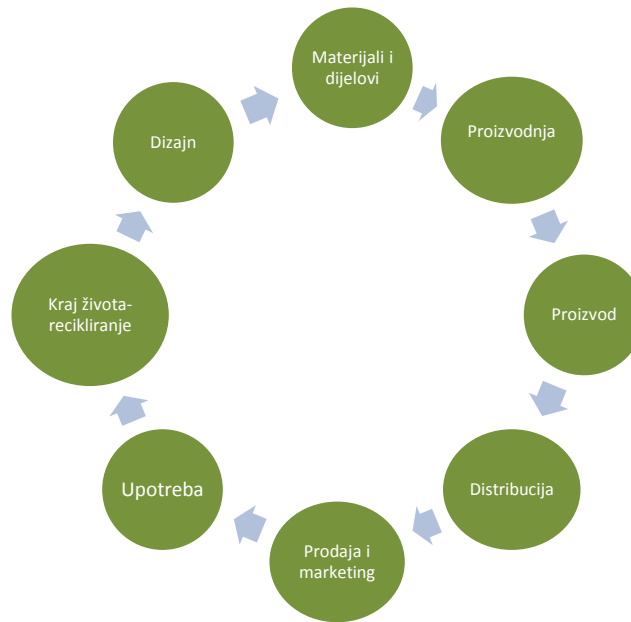 Materijali i
dijelovi
Proizvodnja
Proizvod
Distribucija
Prodaja i
marketing
Upotreba
Kraj života-
recikliranje
Dizajn